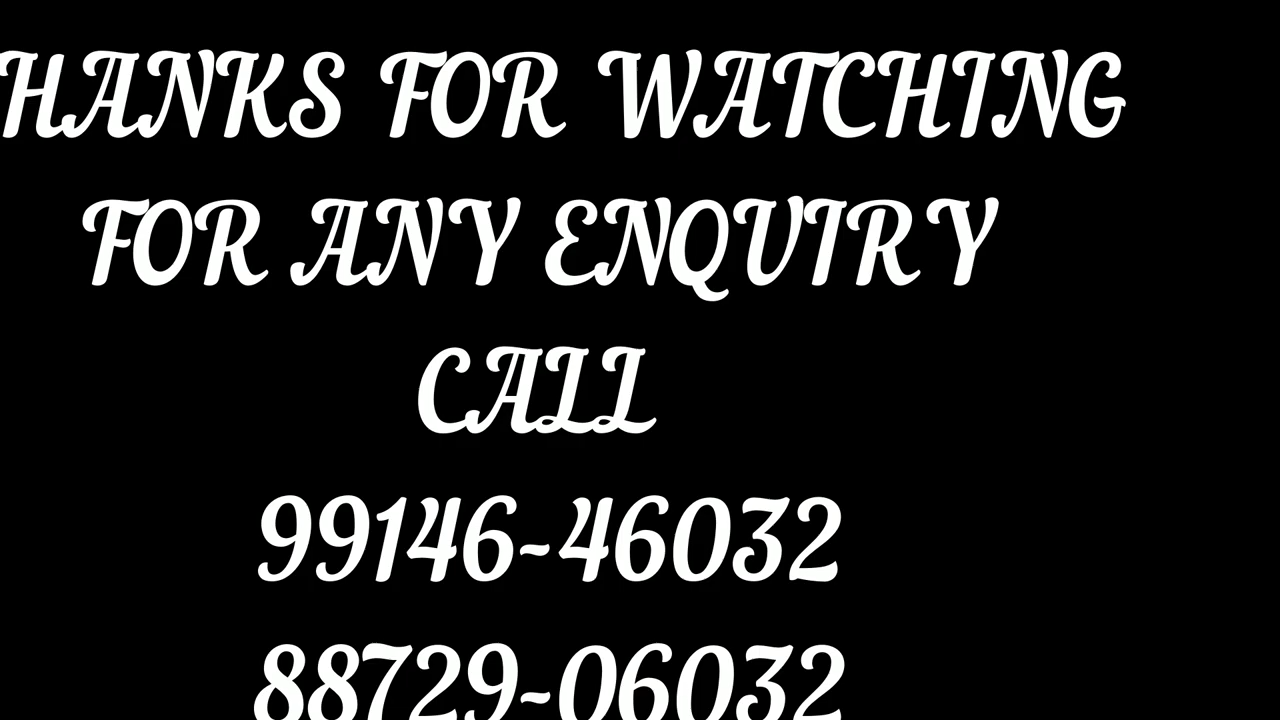 HANKS FOR WATCHING
FOR ANY ENQUIRY
CALL
99146-46032
88729-06032